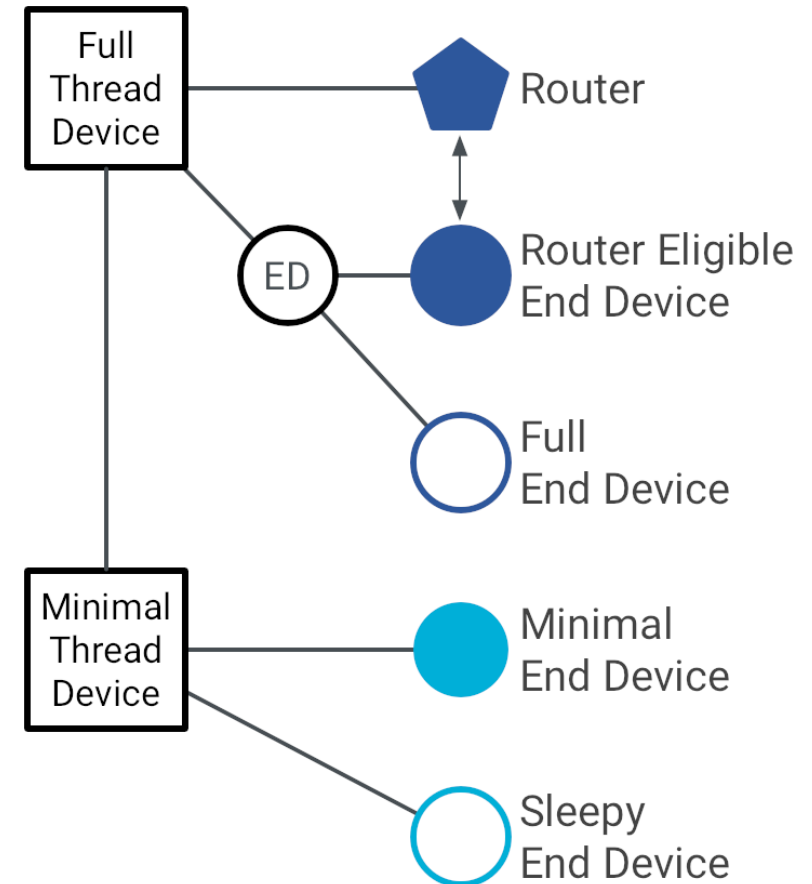 Full
Thread
Device
Router
ED
Router Eligible
End Device
Full
End Device
Minimal
Thread
Device
Minimal
End Device
Sleepy
End Device